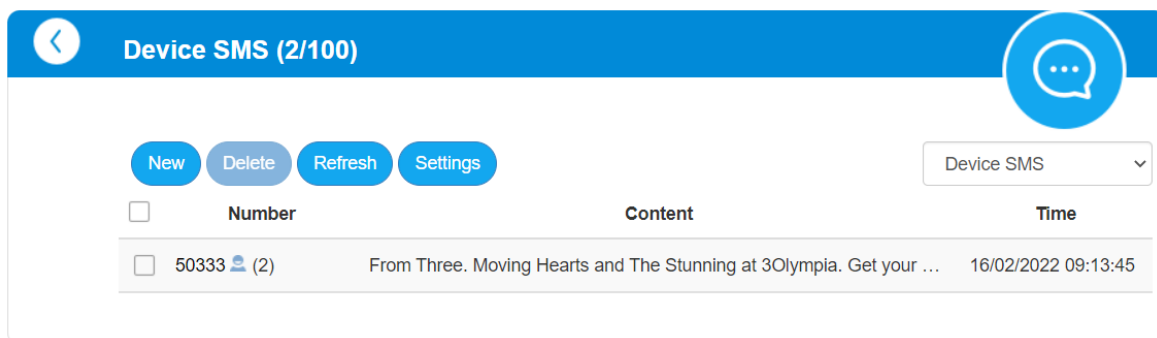 Device SMS (2/100)
New Delete Refresh Settings Device SMS
Number Content Time
50333 (2) From Three. Moving Hearts and The Stunning at 3Olympia. Get your … 16/02/2022 09:13:45